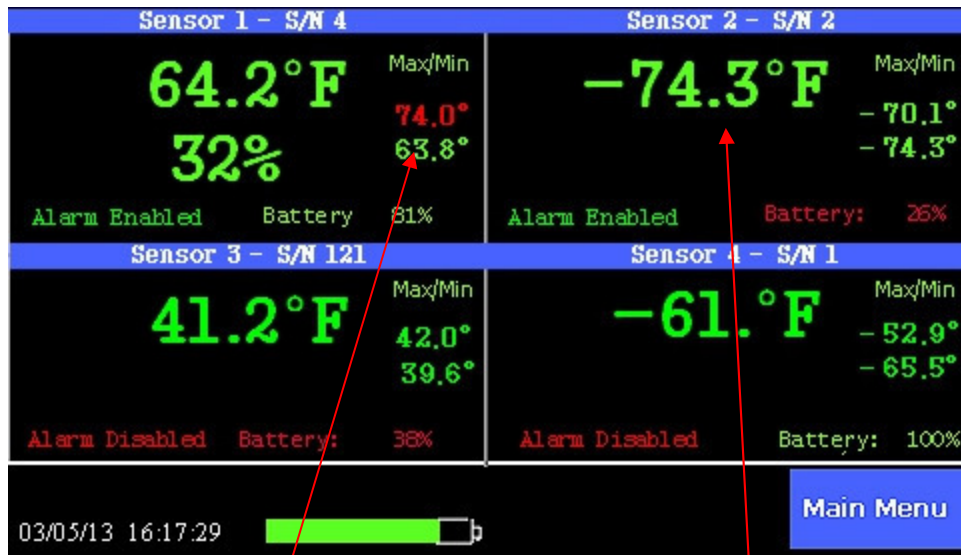 Sensor 1 - S/N 4
64.2°F
Max/Min
74.0°
32%
63.8°
Alarm Enabled Battery 81%
Sensor 2 - S/N 2
-74.3°F
Max/Min
-70.1°
-74.3°
Alarm Enabled Battery: 26%
Sensor 3 - S/N 121
41.2°F
Max/Min
42.0°
39.6°
Alarm Disabled Battery: 38%
Sensor 4 - S/N 1
-61.°F
Max/Min
-52.9°
-65.5°
Alarm Disabled Battery: 100%
03/05/13 16:17:29
Main Menu